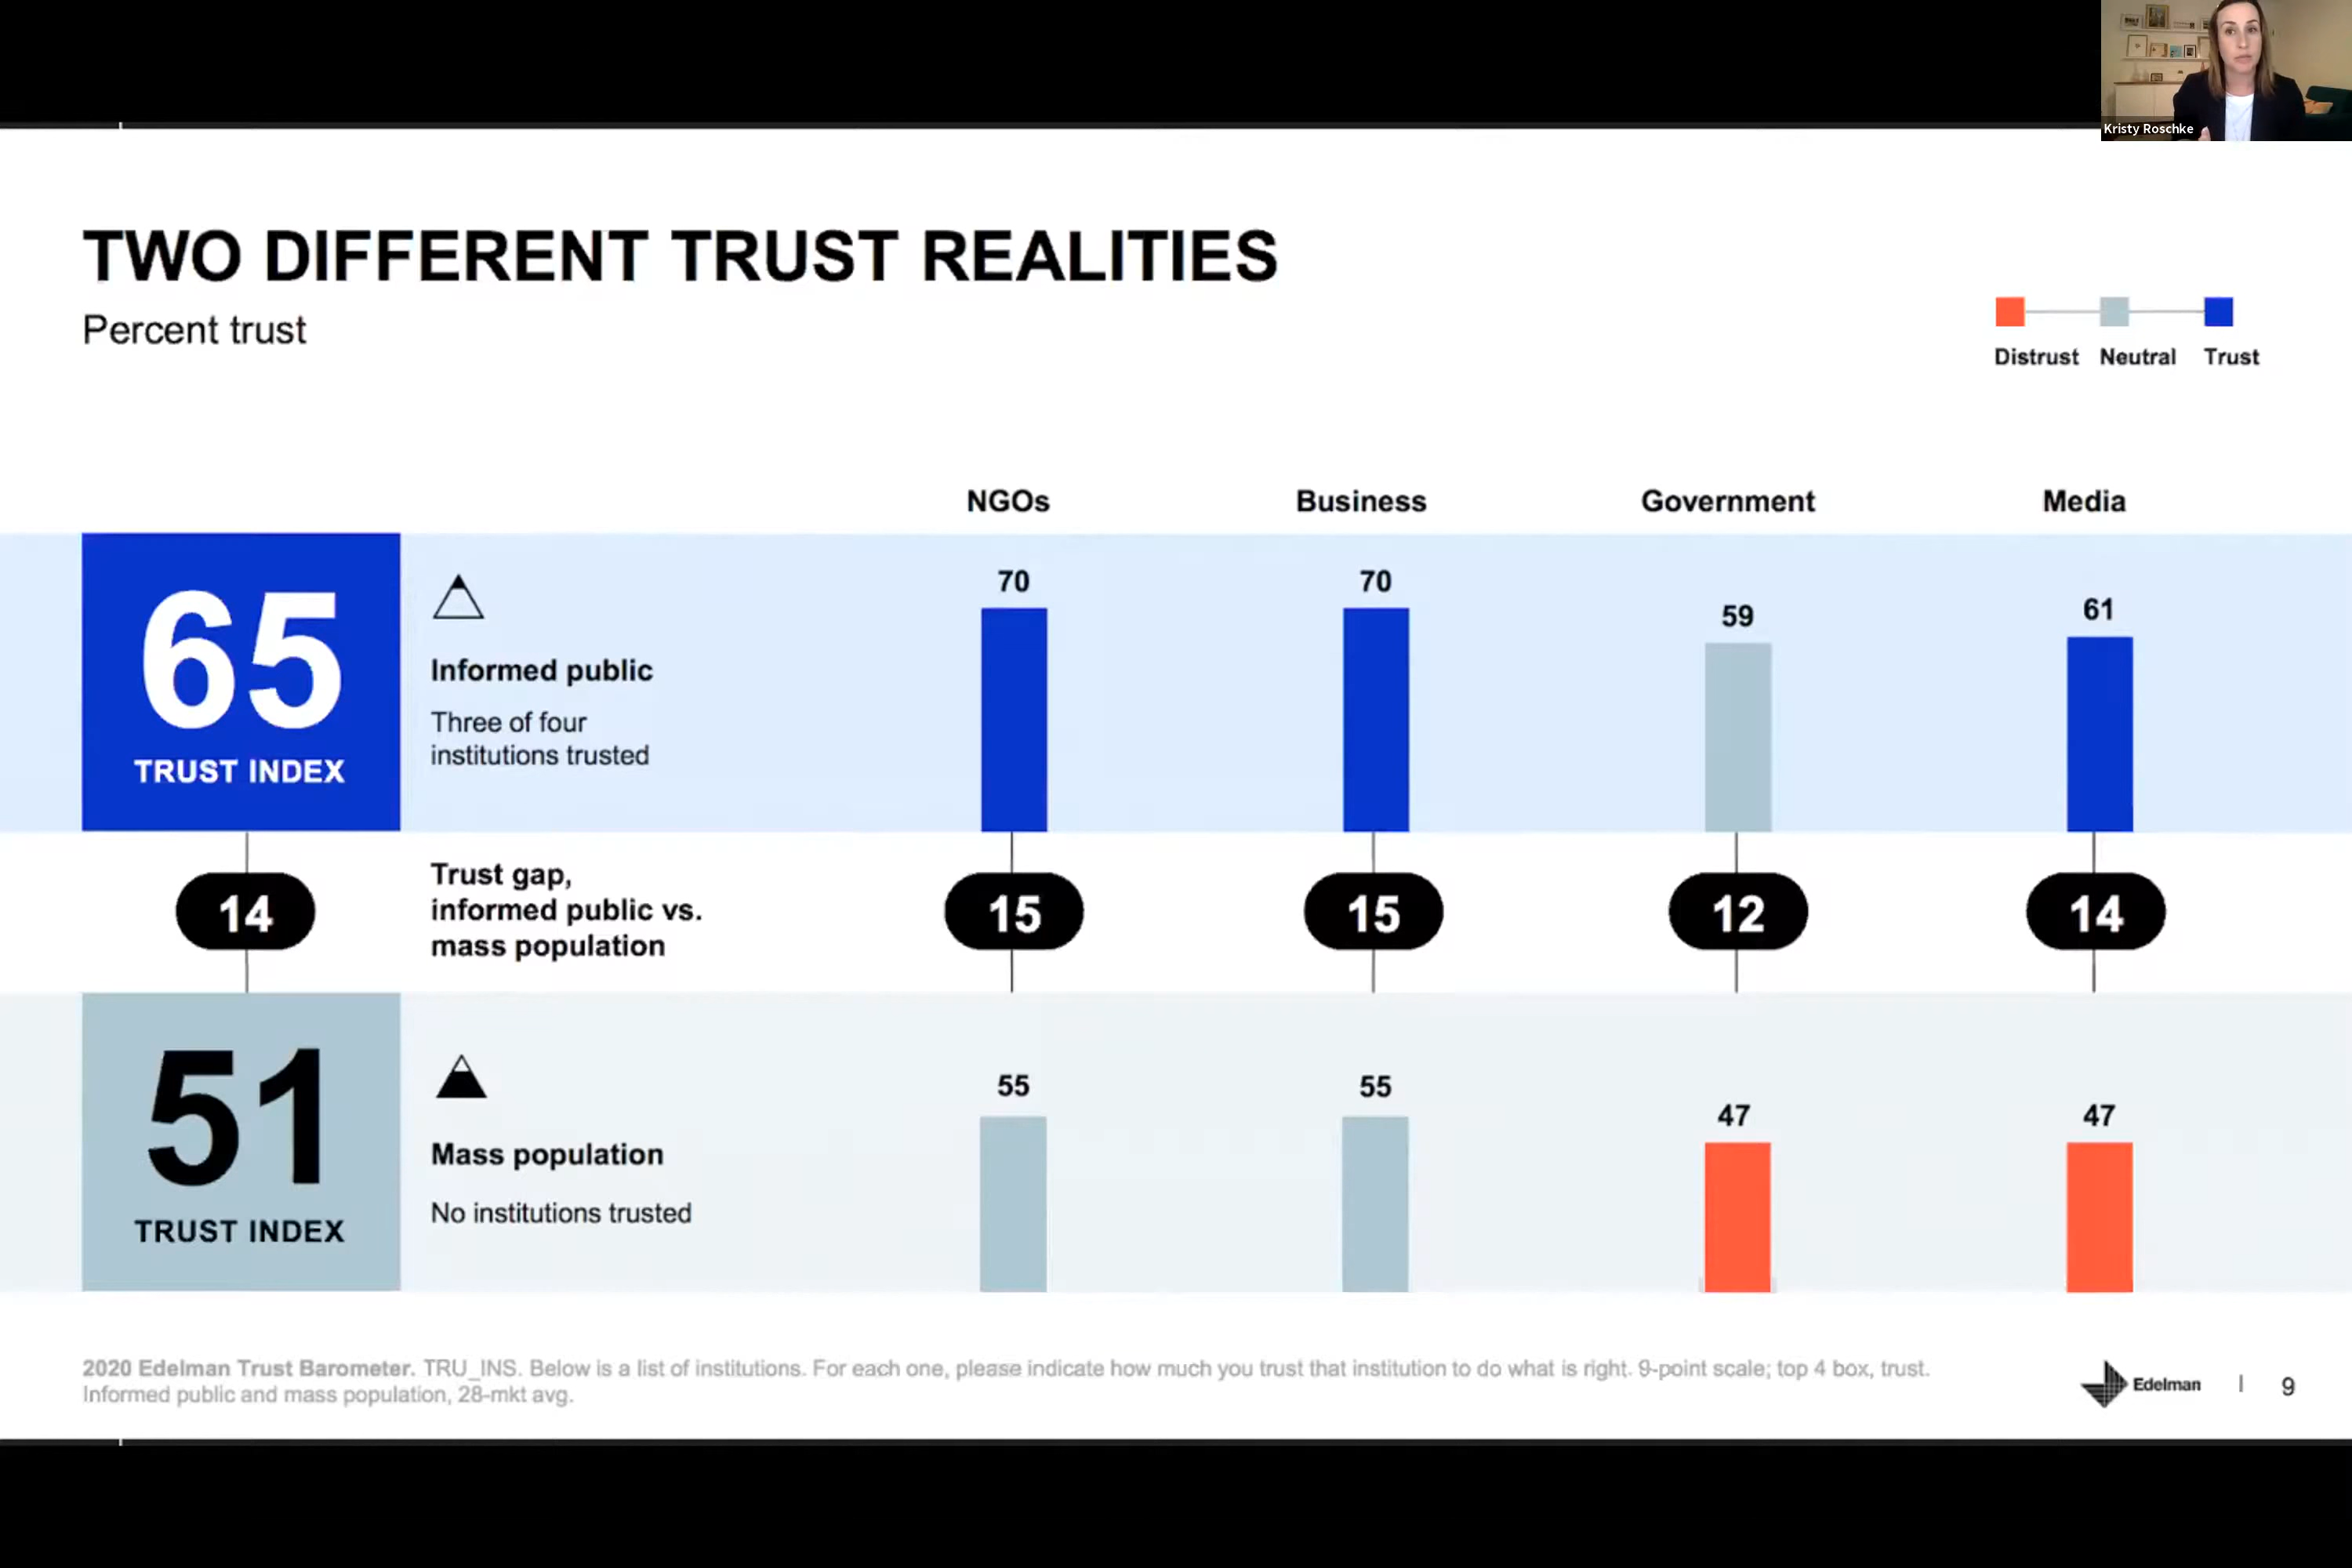 Kristy Roschke
TWO DIFFERENT TRUST REALITIES
Percent trust
Distrust Neutral Trust
NGOs Business Government Media
65
TRUST INDEX
Informed public
Three of four
institutions trusted
70 70 59 61
14
Trust gap,
informed public vs.
mass population
15 15 12 14
51
TRUST INDEX
Mass population
No institutions trusted
55 55 47 47
2020 Edelman Trust Barometer. TRU_INS. Below is a list of institutions. For each one, please indicate how much you trust that institution to do what is right. 9-point scale; top 4 box, trust.
Informed public and mass population, 28-mkt avg.
Edelman | 9